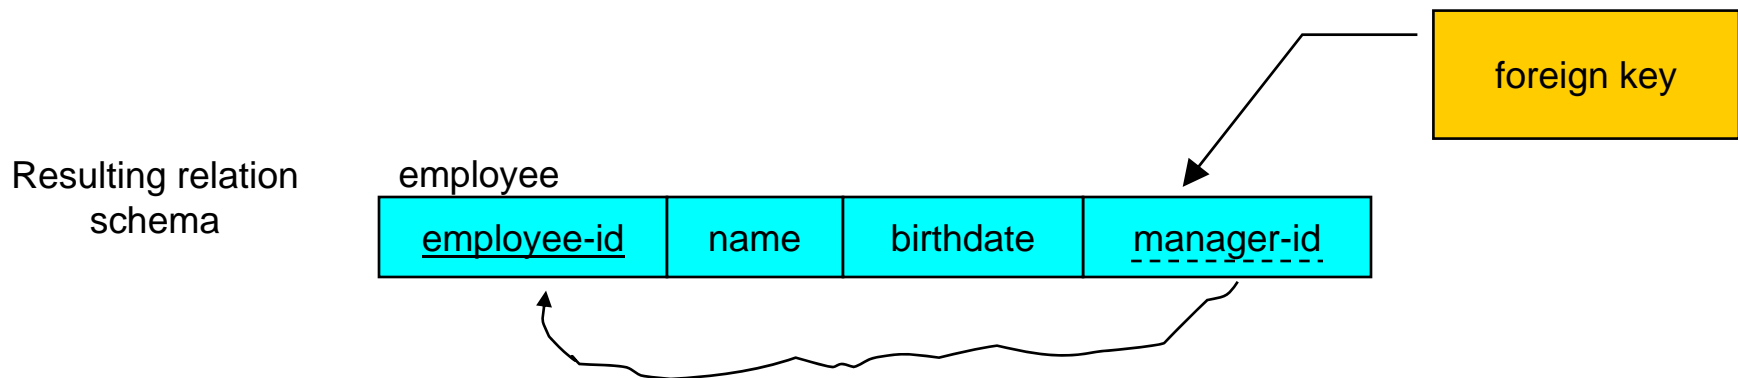 foreign key
Resulting relation
schema
employee
employee-id name birthdate manager-id